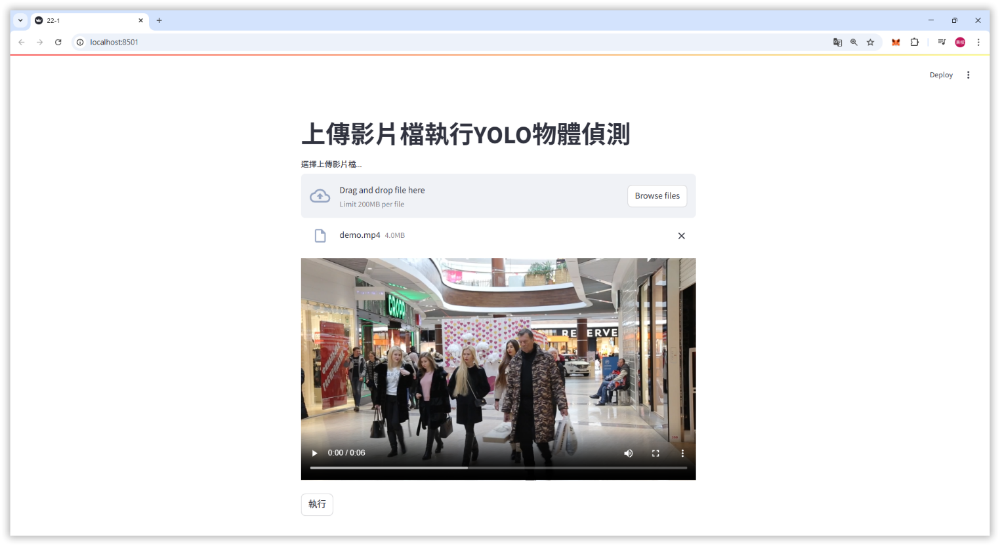 22-1
localhost:8501
Deploy
上傳影片檔執行YOLO物體偵測
選擇上傳影片檔...
Drag and drop file here
Limit 200MB per file
Browse files
demo.mp4 4.0MB
CROPP
RESERVE
0:00 / 0:06
執行